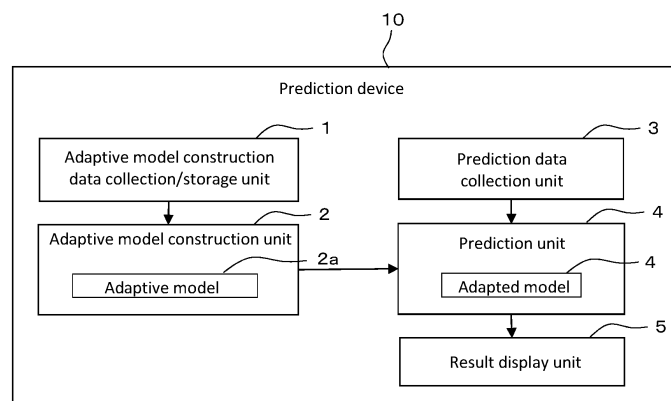 10
Prediction device
1
Adaptive model construction
data collection/storage unit
3
Prediction data
collection unit
2
Adaptive model construction unit
2a
Adaptive model
4
Prediction unit
4
Adapted model
5
Result display unit